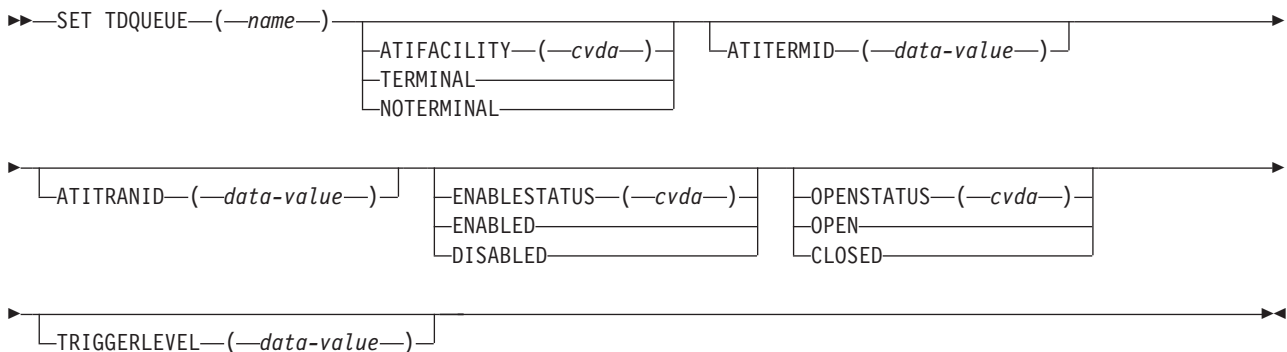 SET TDQUEUE ( name )
ATIFACILITY ( cvda )
TERMINAL
NOTERMINAL
ATITERMID ( data-value )
ATITRANID ( data-value )
ENABLESTATUS ( cvda )
ENABLED
DISABLED
OPENSTATUS ( cvda )
OPEN
CLOSED
TRIGGERLEVEL ( data-value )